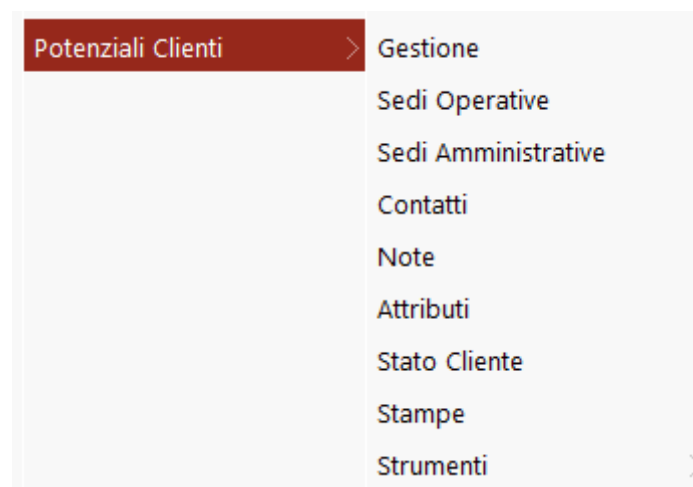 Potenziali Clienti
Gestione
Sedi Operative
Sedi Amministrative
Contatti
Note
Attributi
Stato Cliente
Stampe
Strumenti